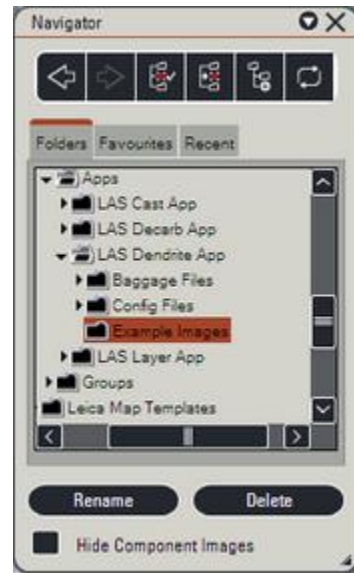 Navigator
Folders Favourites Recent
Apps
LAS Cast App
LAS Decarb App
LAS Dendrite App
Baggage Files
Config Files
Example Images
LAS Layer App
Groups
Leica Map Templates
Rename Delete
Hide Component Images